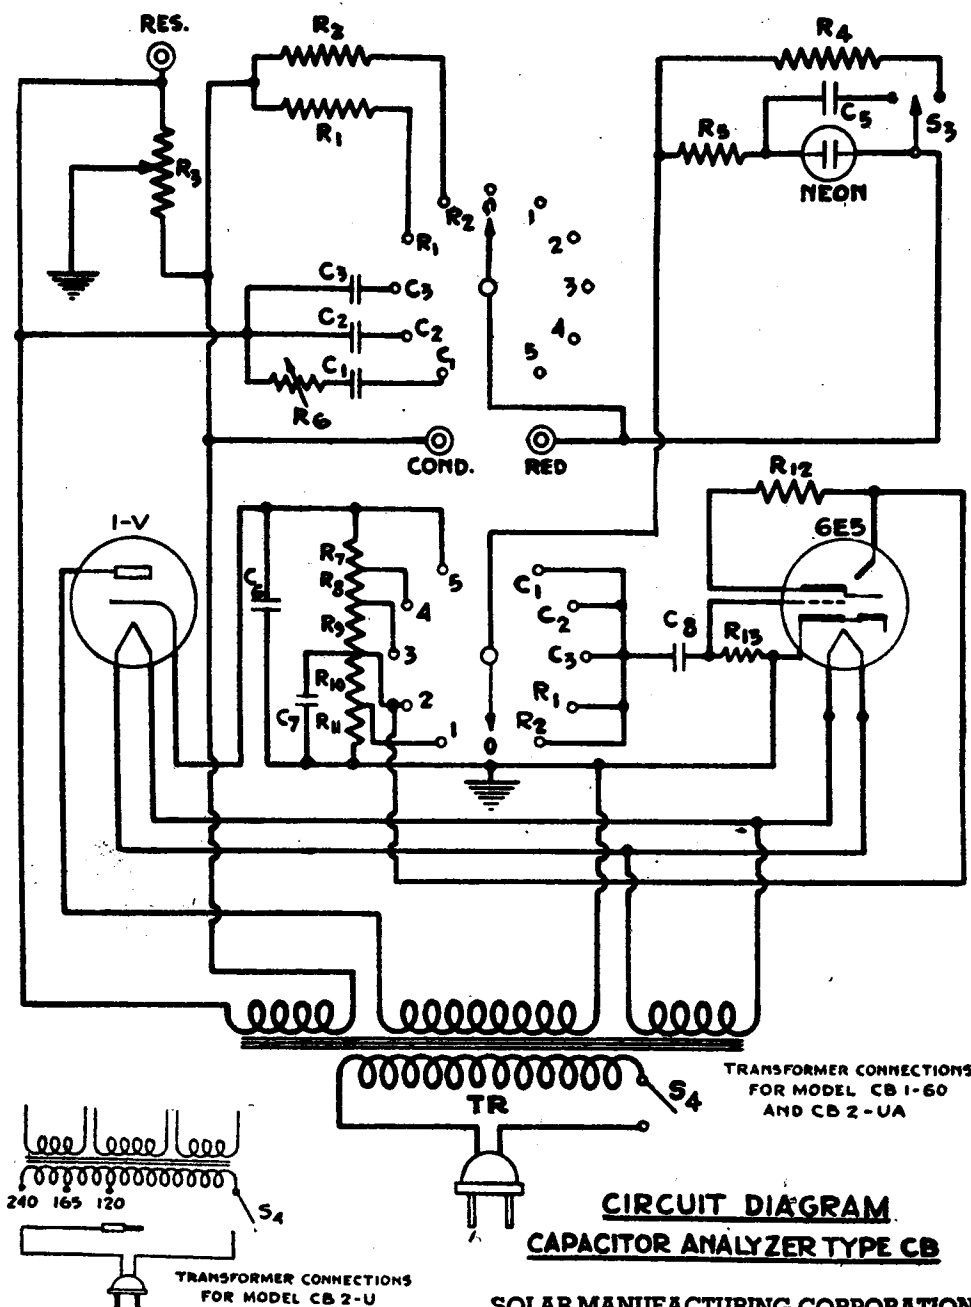 RES.
R2
R4
R1
C5
S3
R5
R3
NEON
R2
0
1
R1
2
C3
C3
3
C2
C2
4
C1
C1
5
R6
COND.
RED
R12
1-V
6E5
R7
C6
R8
5
C1
4
C2
R9
C8
R13
3
C3
R10
2
R1
C7
R11
1
R2
0
TRANSFORMER CONNECTIONS
FOR MODEL CB 1-60
AND CB 2-UA
S4
TR
240 165 120
S4
CIRCUIT DIAGRAM
CAPACITOR ANALYZER TYPE CB
TRANSFORMER CONNECTIONS
FOR MODEL CB 2-U
SOLAR MANUFACTURING CORPORATION